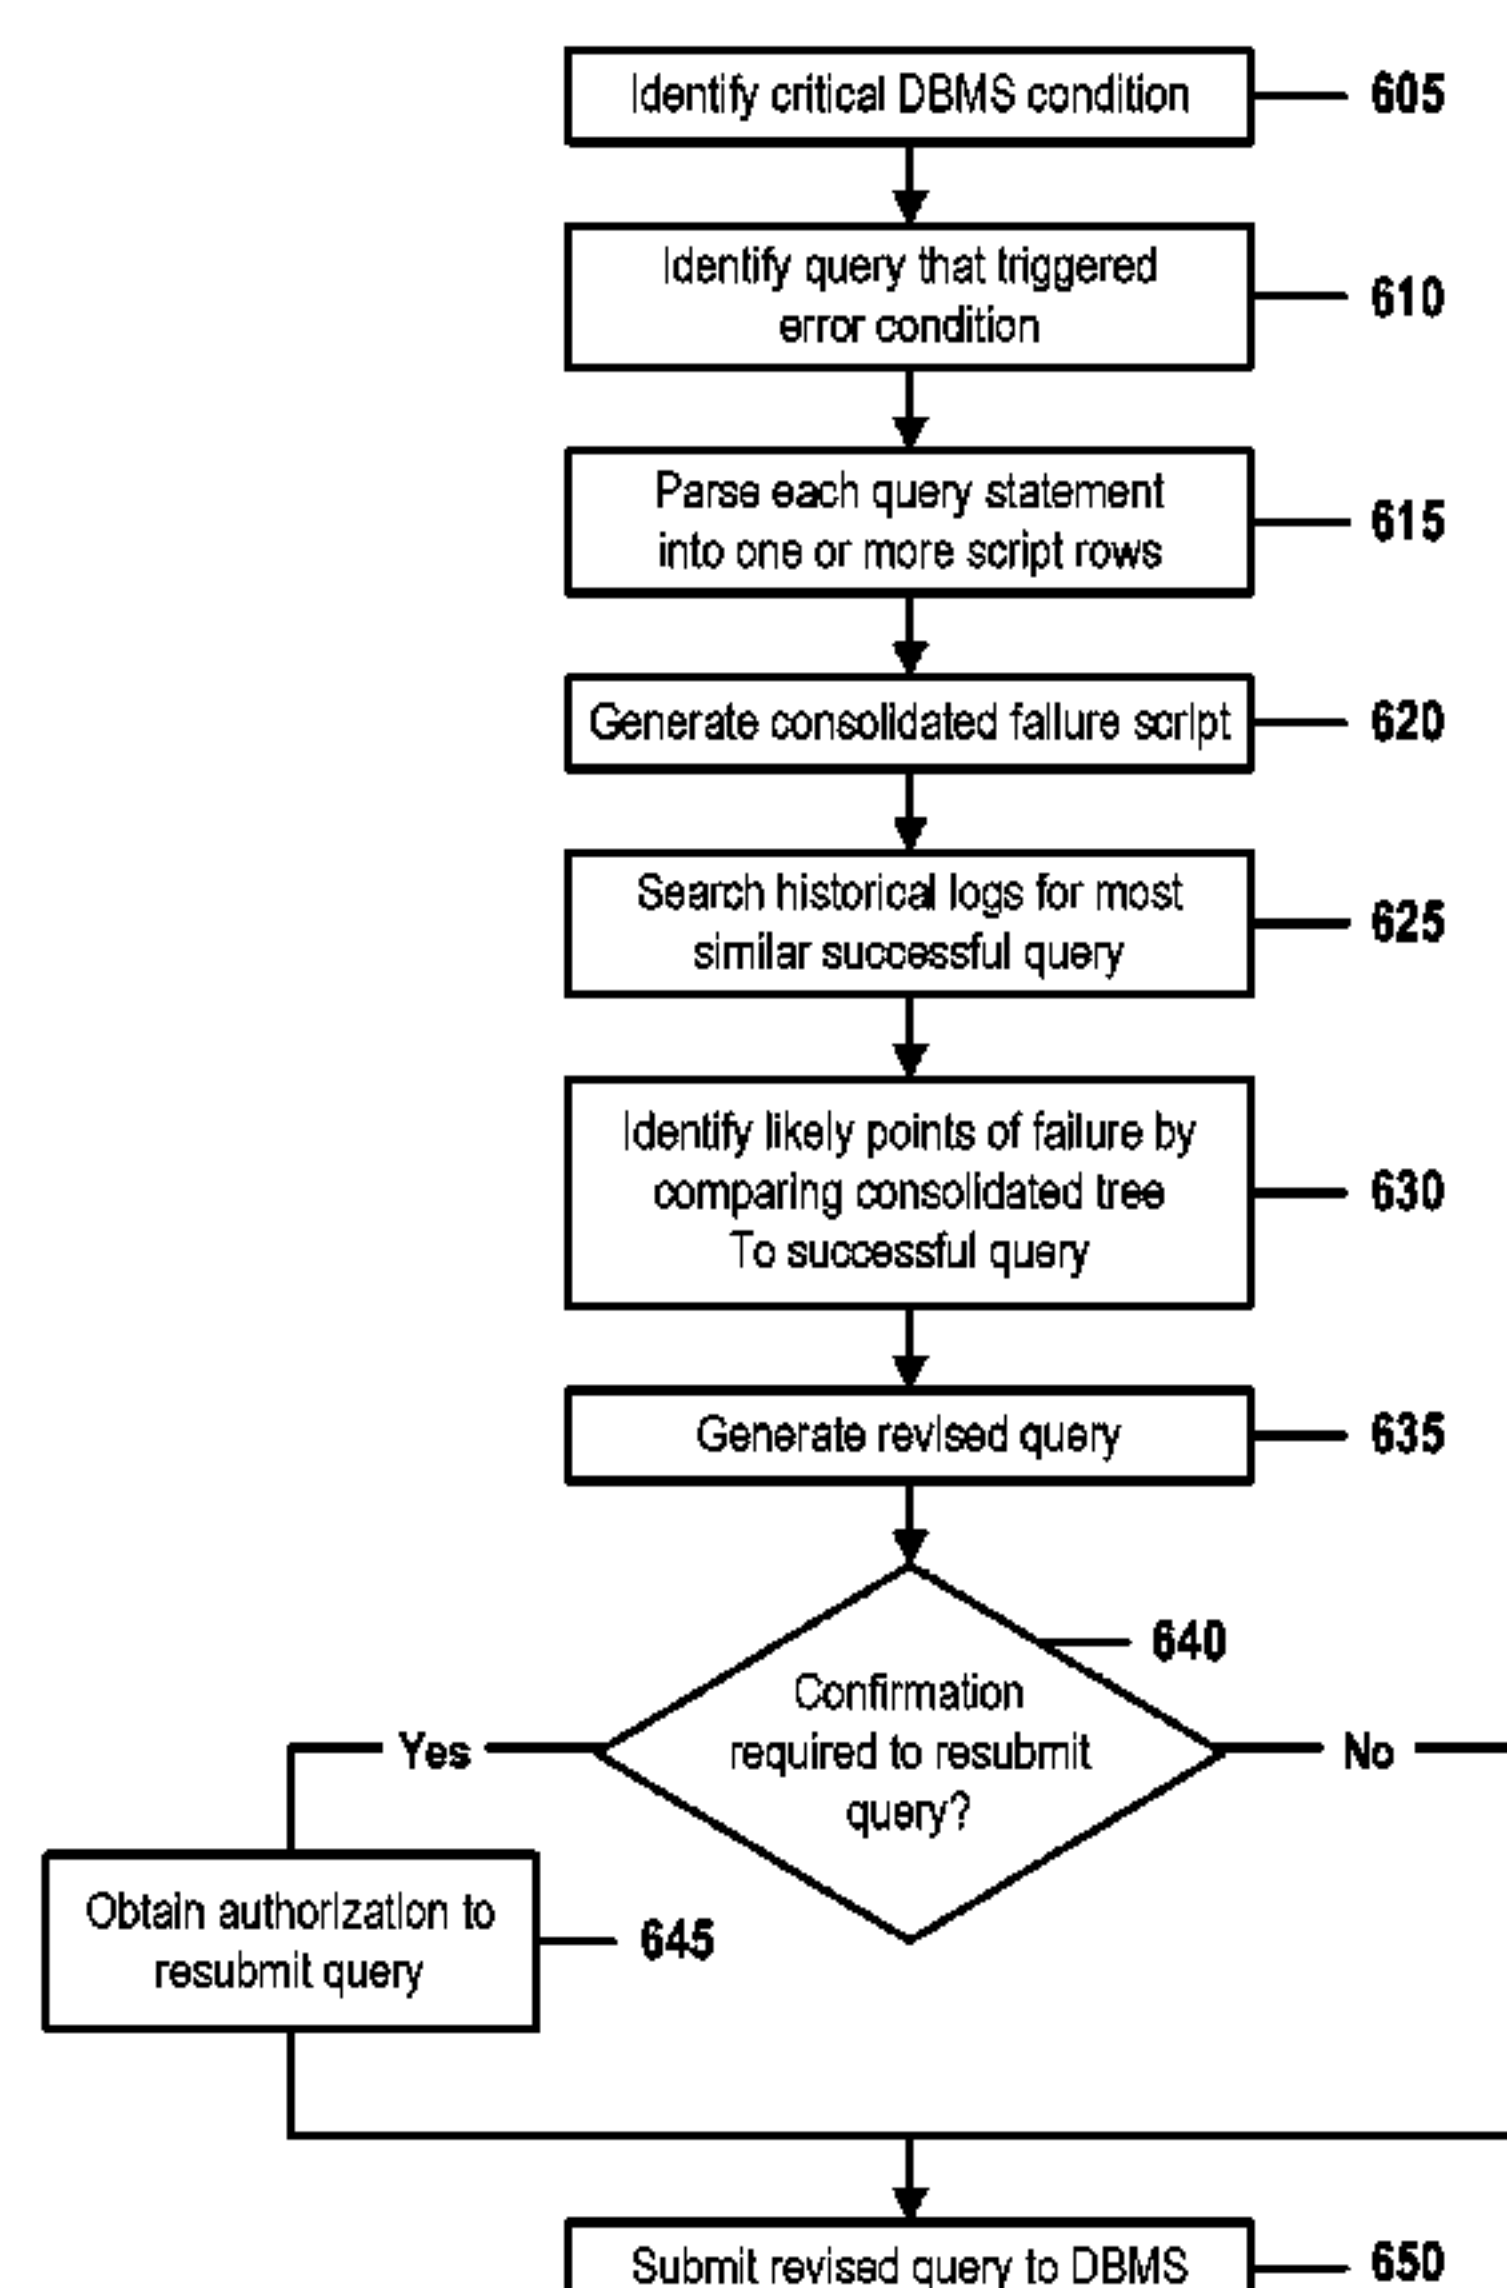 Identify critical DBMS condition
605
Identify query that triggered
error condition
610
Parse each query statement
into one or more script rows
615
Generate consolidated failure script
620
Search historical logs for most
similar successful query
625
Identify likely points of failure by
comparing consolidated tree
To successful query
630
Generate revised query
635
640
Confirmation
required to resubmit
query?
Yes
No
Obtain authorization to
resubmit query
645
Submit revised query to DBMS
650